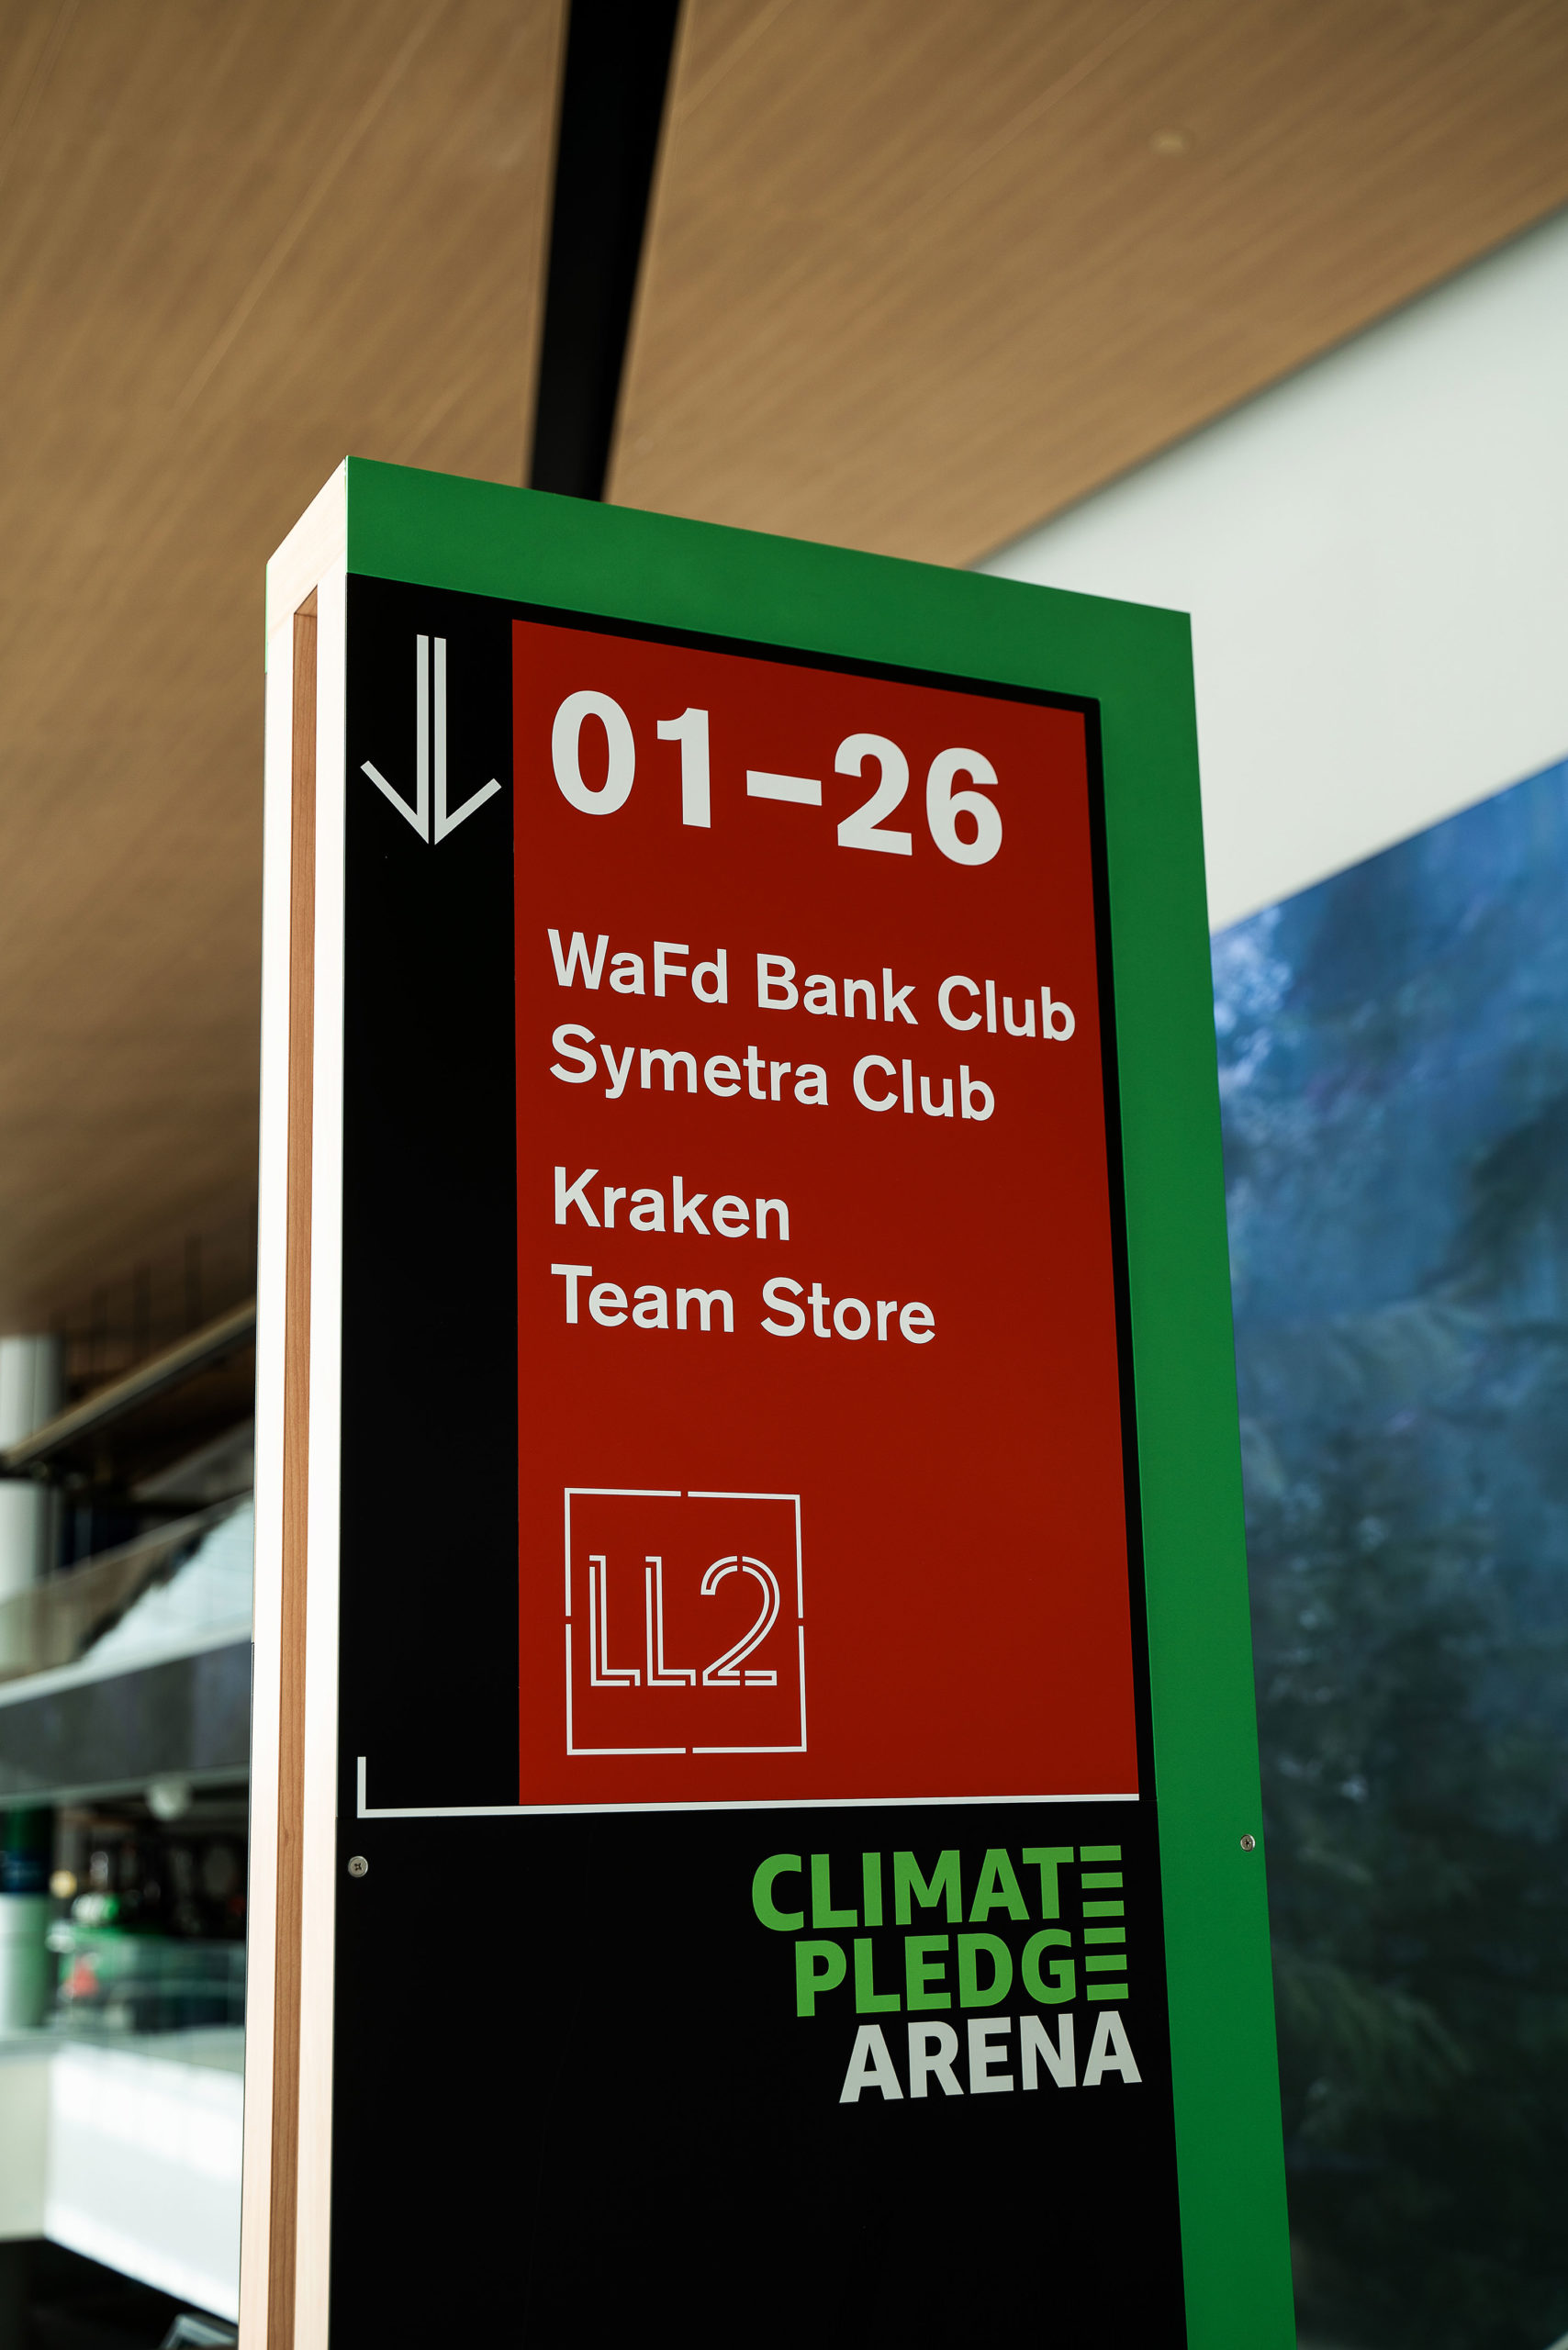 01–26
WaFd Bank Club
Symetra Club
Kraken
Team Store
LL2
CLIMATE
PLEDGE
ARENA